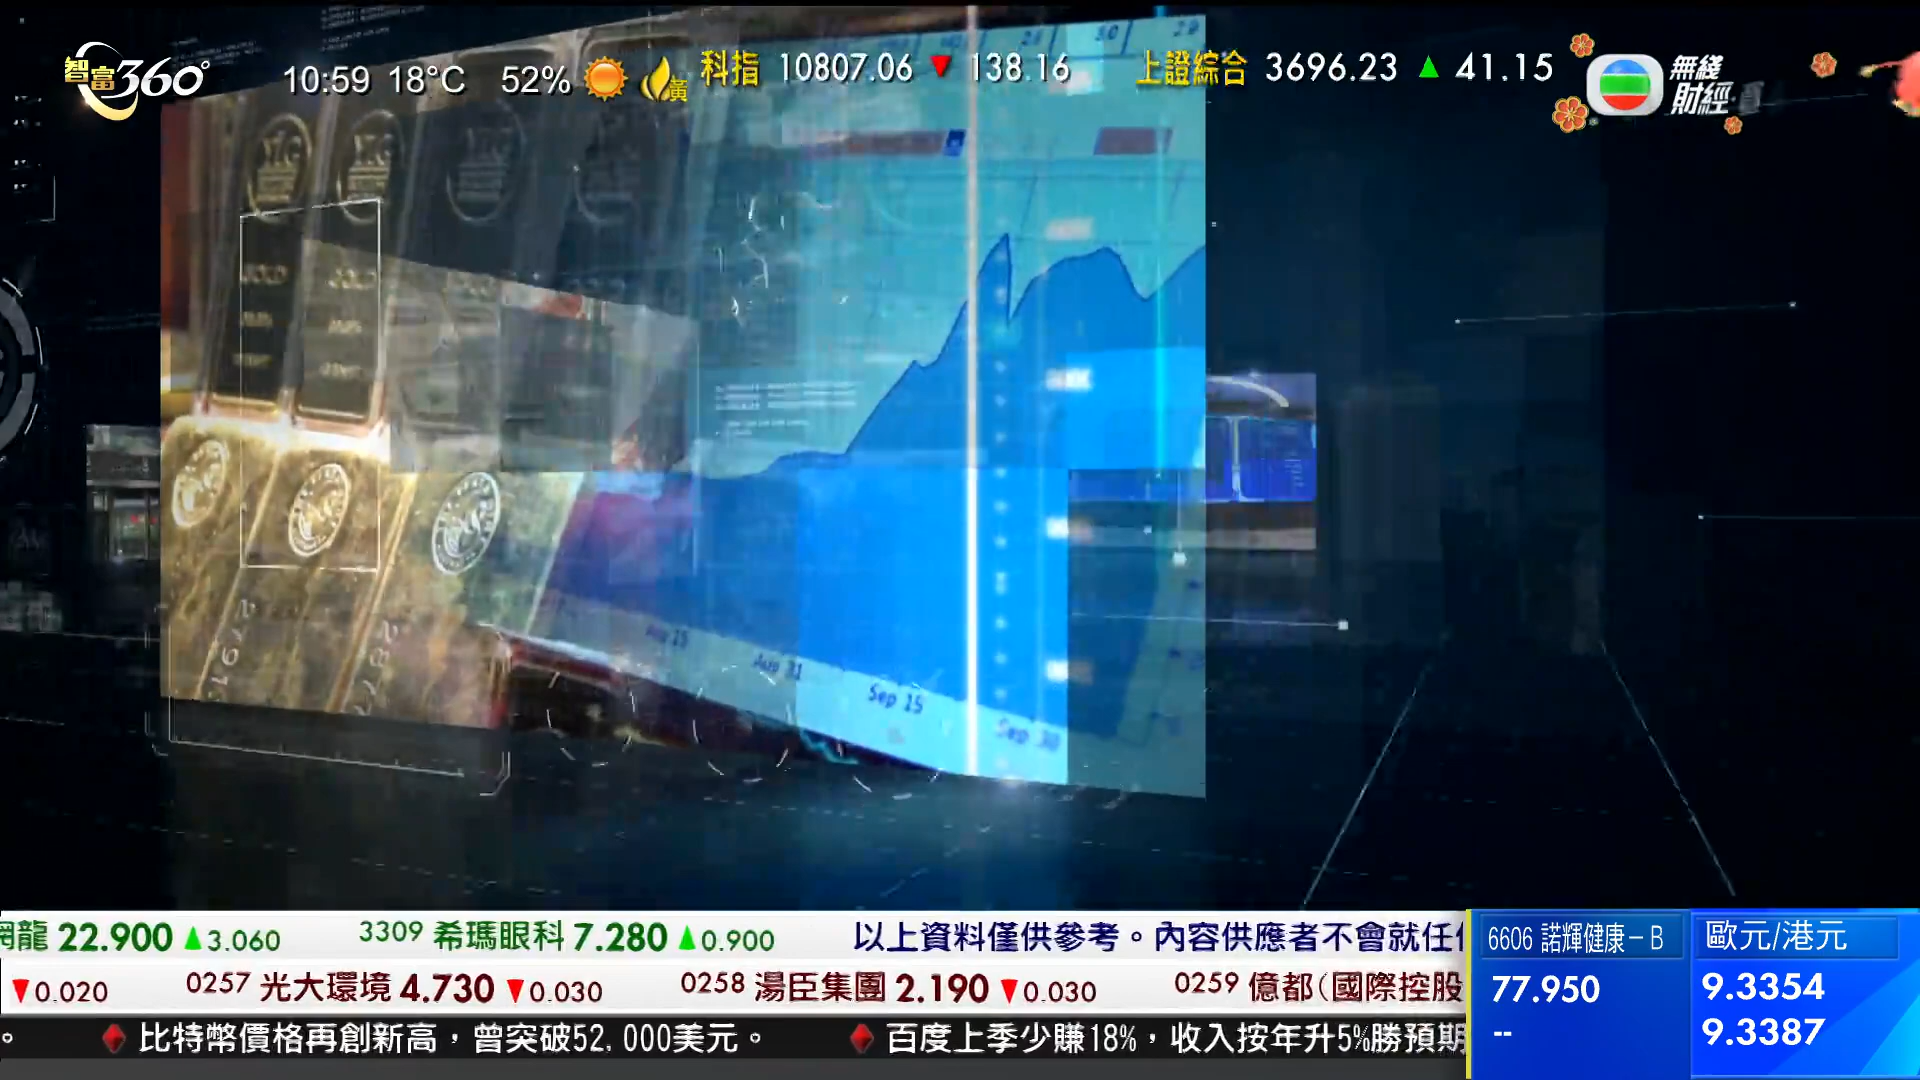 智富360°
10:59 18°C 52% 黃 科指 10807.06 ▼ 138.16 上證綜合 3696.23 ▲ 41.15
無綫
財經
Sep 15
Sep 30
網龍 22.900 ▲3.060 3309 希瑪眼科 7.280 ▲0.900 以上資料僅供參考。內容供應者不會就任
▼0.020 0257 光大環境 4.730 ▼0.030 0258 湯臣集團 2.190 ▼0.030 0259 億都(國際控股
。 比特幣價格再創新高，曾突破52,000美元。 百度上季少賺18%，收入按年升5%勝預期
6606 諾輝健康－B
77.950
--
歐元/港元
9.3354
9.3387